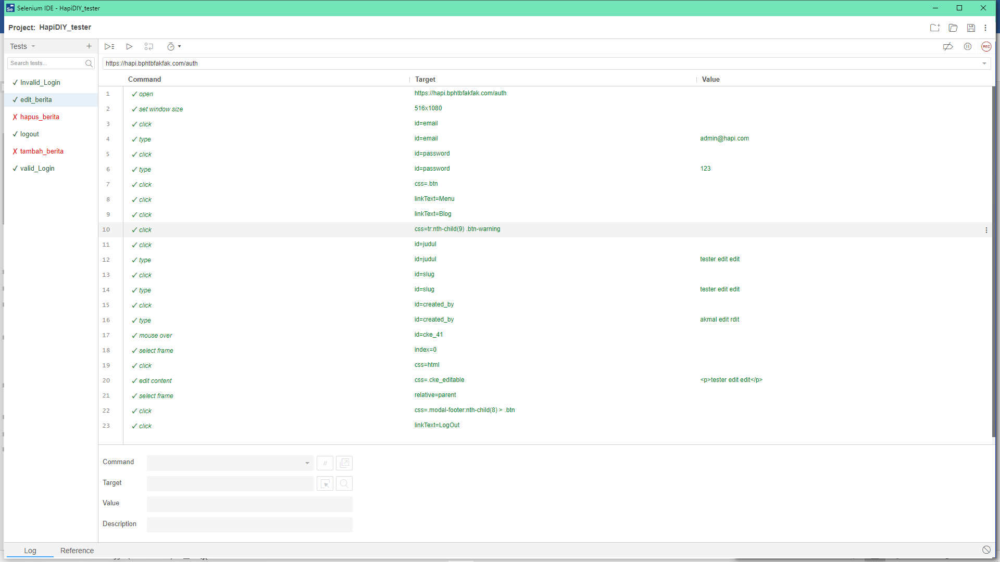 Selenium IDE - HapiDIY_tester
Project: HapiDIY_tester
Tests
REC
Search tests...
https://hapi.bphtbfakfak.com/auth
Invalid_Login
edit_berita
hapus_berita
logout
tambah_berita
valid_Login
Command Target Value
1 open https://hapi.bphtbfakfak.com/auth
2 set window size 516x1080
3 click id=email
4 type id=email admin@hapi.com
5 click id=password
6 type id=password 123
7 click css=.btn
8 click linkText=Menu
9 click linkText=Blog
10 click css=tr:nth-child(9) .btn-warning
11 click id=judul
12 type id=judul tester edit edit
13 click id=slug
14 type id=slug tester edit edit
15 click id=created_by
16 type id=created_by akmal edit rdit
17 mouse over id=cke_41
18 select frame index=0
19 click css=html
20 edit content css=.cke_editable <p>tester edit edit</p>
21 select frame relative=parent
22 click css=.modal-footer:nth-child(8) > .btn
23 click linkText=LogOut
Command //
Target
Value
Description
Log Reference